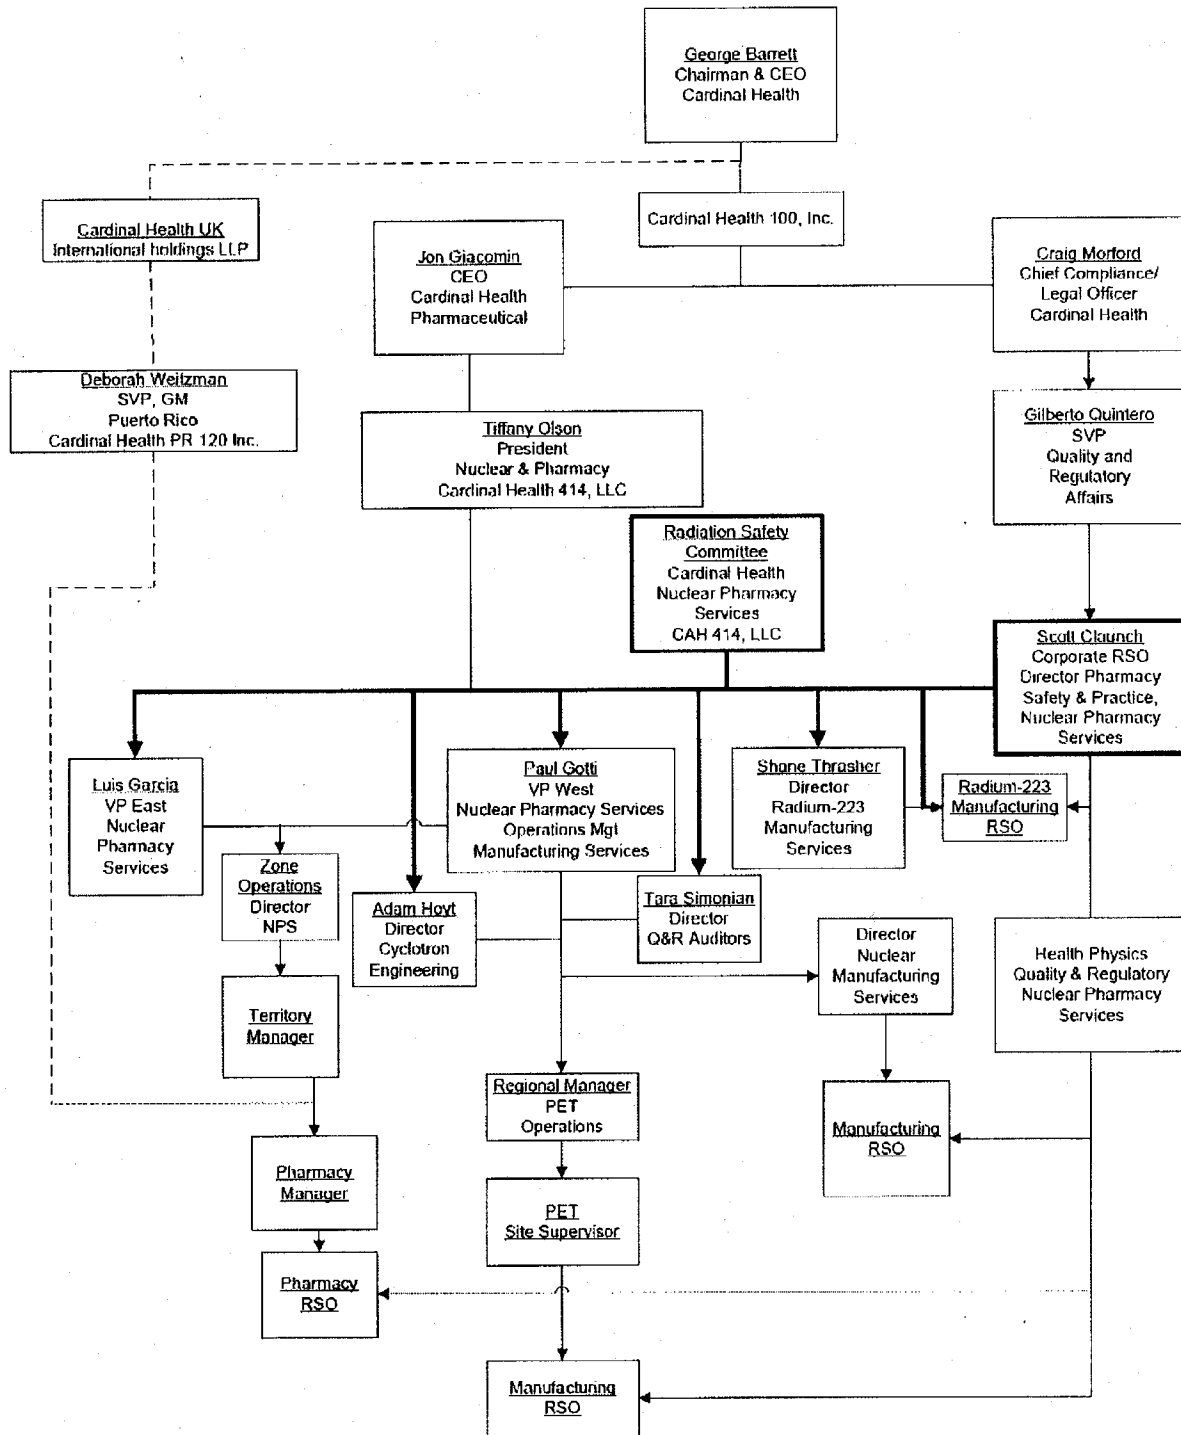 George Barrett
Chairman & CEO
Cardinal Health
Cardinal Health UK
International holdings LLP
Cardinal Health 100, Inc.
Jon Giacomin
CEO
Cardinal Health
Pharmaceutical
Craig Morford
Chief Compliance/
Legal Officer
Cardinal Health
Deborah Weitzman
SVP, GM
Puerto Rico
Cardinal Health PR 120 Inc.
Tiffany Olson
President
Nuclear & Pharmacy
Cardinal Health 414, LLC
Gilberto Quintero
SVP
Quality and
Regulatory
Affairs
Radiation Safety
Committee
Cardinal Health
Nuclear Pharmacy
Services
CAH 414, LLC
Scott Claunch
Corporate RSO
Director Pharmacy
Safety & Practice,
Nuclear Pharmacy
Services
Luis Garcia
VP East
Nuclear
Pharmacy
Services
Paul Gotti
VP West
Nuclear Pharmacy Services
Operations Mgt
Manufacturing Services
Shane Thrasher
Director
Radium-223
Manufacturing
Services
Radium-223
Manufacturing
RSO
Zone
Operations
Director
NPS
Adam Hoyt
Director
Cyclotron
Engineering
Tara Simonian
Director
Q&R Auditors
Director
Nuclear
Manufacturing
Services
Health Physics
Quality & Regulatory
Nuclear Pharmacy
Services
Territory
Manager
Regional Manager
PET
Operations
Manufacturing
RSO
Pharmacy
Manager
PET
Site Supervisor
Pharmacy
RSO
Manufacturing
RSO